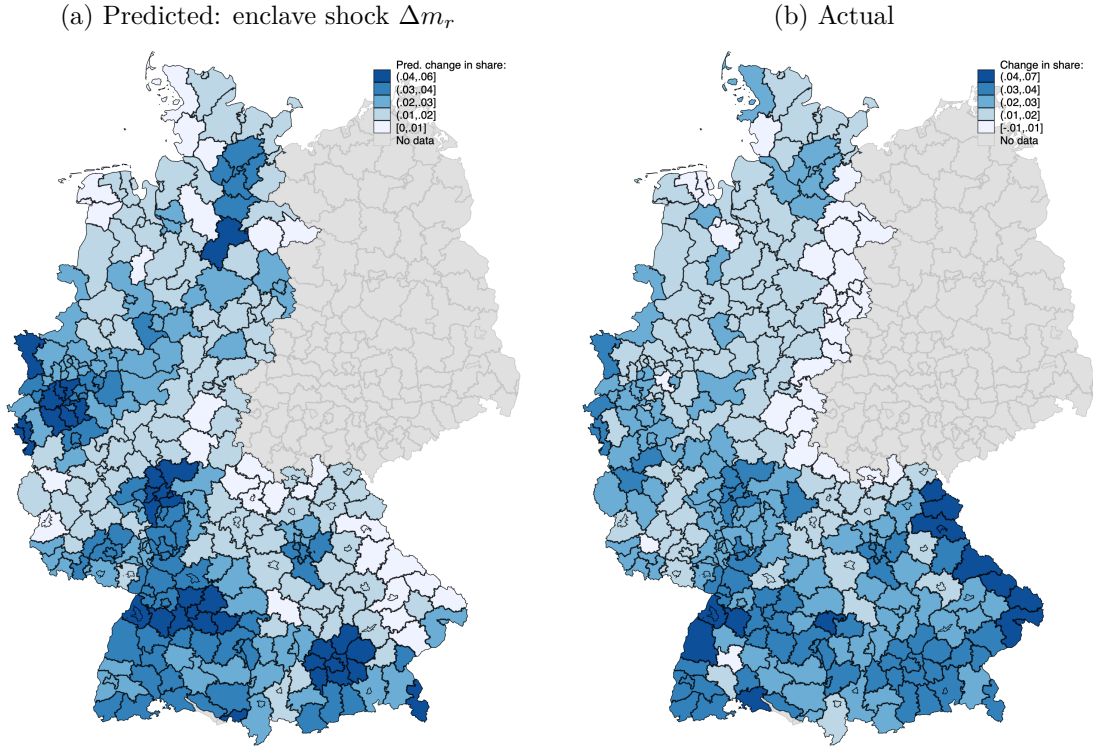 (a) Predicted: enclave shock Δmᵣ
Pred. change in share:
(.04,.06]
(.03,.04]
(.02,.03]
(.01,.02]
[0,.01]
No data
(b) Actual
Change in share:
(.04,.07]
(.03,.04]
(.02,.03]
(.01,.02]
[-.01,.01]
No data